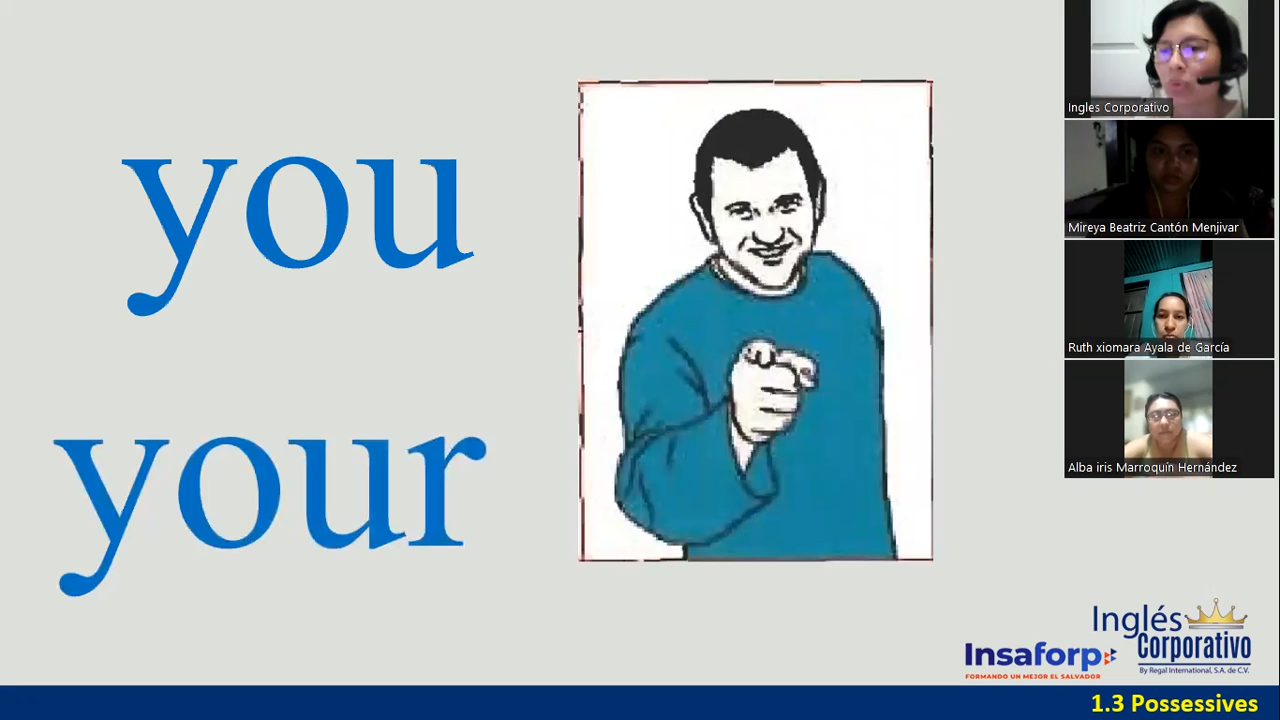 you
your
Ingles Corporativo
Mireya Beatriz Cantón Menjivar
Ruth xiomara Ayala de García
Alba iris Marroquín Hernández
Insaforp
FORMANDO UN MEJOR EL SALVADOR
Inglés
Corporativo
By Regal International, S.A. de C.V.
1.3 Possessives